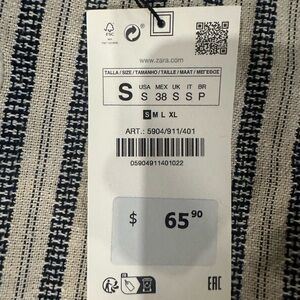 FSC
www.zara.com
TALLA / SIZE / TAMANHO / TAILLE / MAAT / ΜΕΓΕΘΟΣ
S
USA MEX UK IT BR
S 38 S S P
S M L XL
ART.: 5904/911/401
05904911401022
$ 65 90
EAC